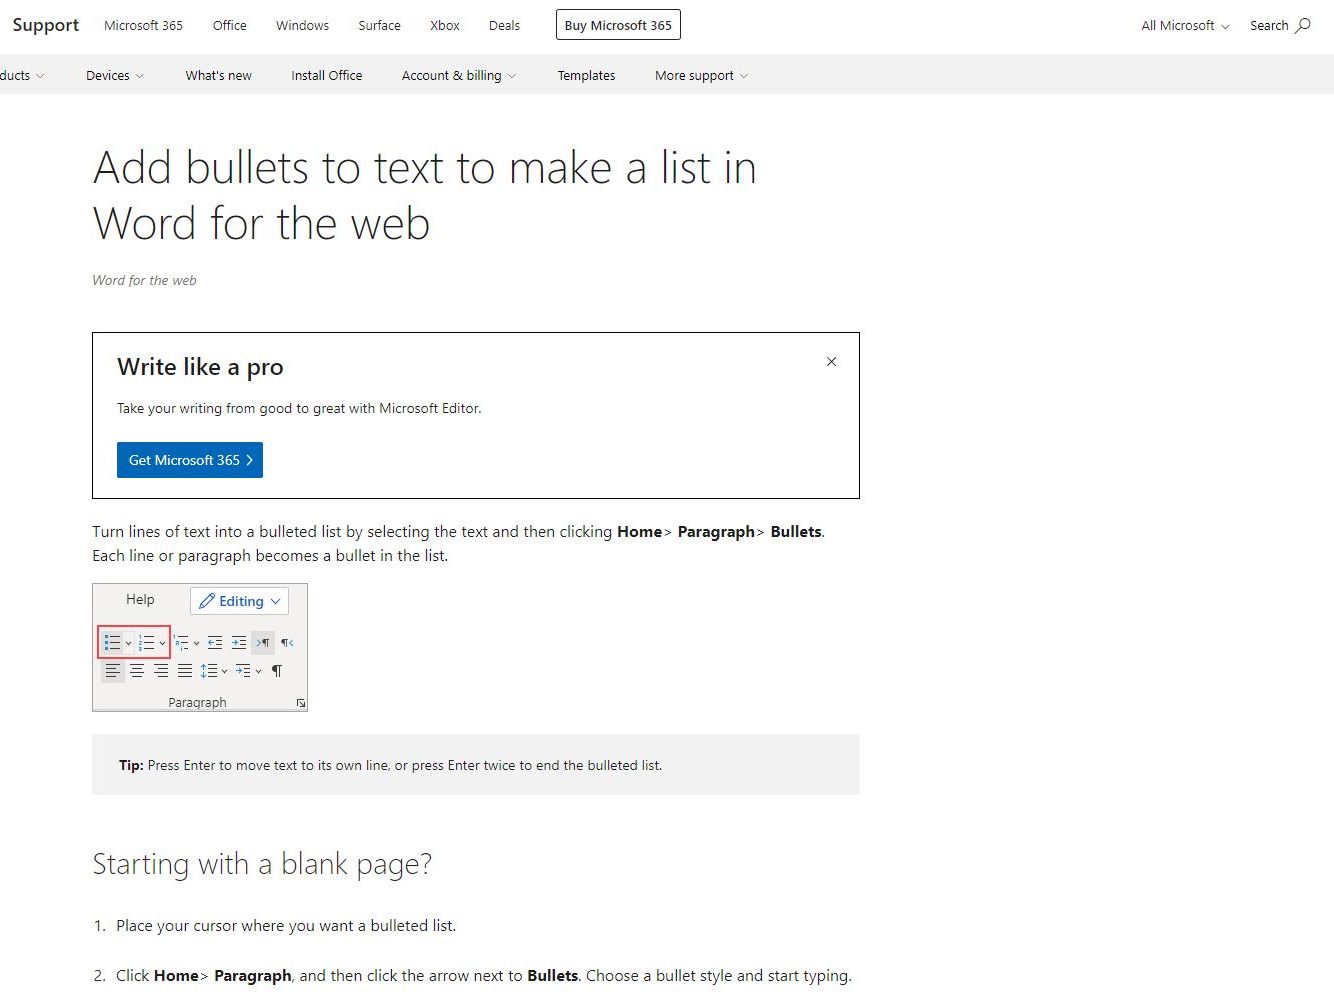 Support Microsoft 365 Office Windows Surface Xbox Deals Buy Microsoft 365 All Microsoft Search
ducts Devices What's new Install Office Account & billing Templates More support
Add bullets to text to make a list in
Word for the web
Word for the web
Write like a pro
Take your writing from good to great with Microsoft Editor.
Get Microsoft 365
Turn lines of text into a bulleted list by selecting the text and then clicking Home> Paragraph> Bullets.
Each line or paragraph becomes a bullet in the list.
Help Editing
Paragraph
Tip: Press Enter to move text to its own line, or press Enter twice to end the bulleted list.
Starting with a blank page?
1. Place your cursor where you want a bulleted list.
2. Click Home> Paragraph, and then click the arrow next to Bullets. Choose a bullet style and start typing.